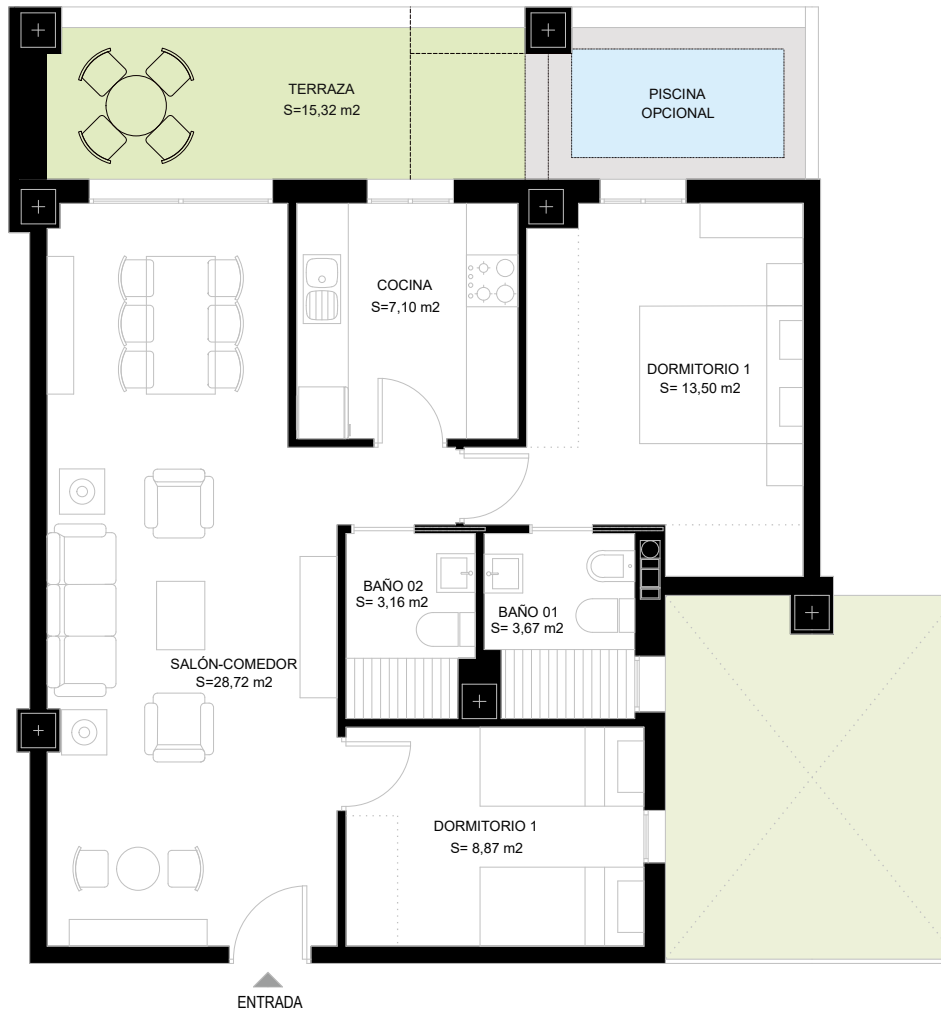 TERRAZA
S=15,32 m2
PISCINA
OPCIONAL
COCINA
S=7,10 m2
DORMITORIO 1
S= 13,50 m2
BAÑO 02
S= 3,16 m2
BAÑO 01
S= 3,67 m2
SALÓN-COMEDOR
S=28,72 m2
DORMITORIO 1
S= 8,87 m2
ENTRADA